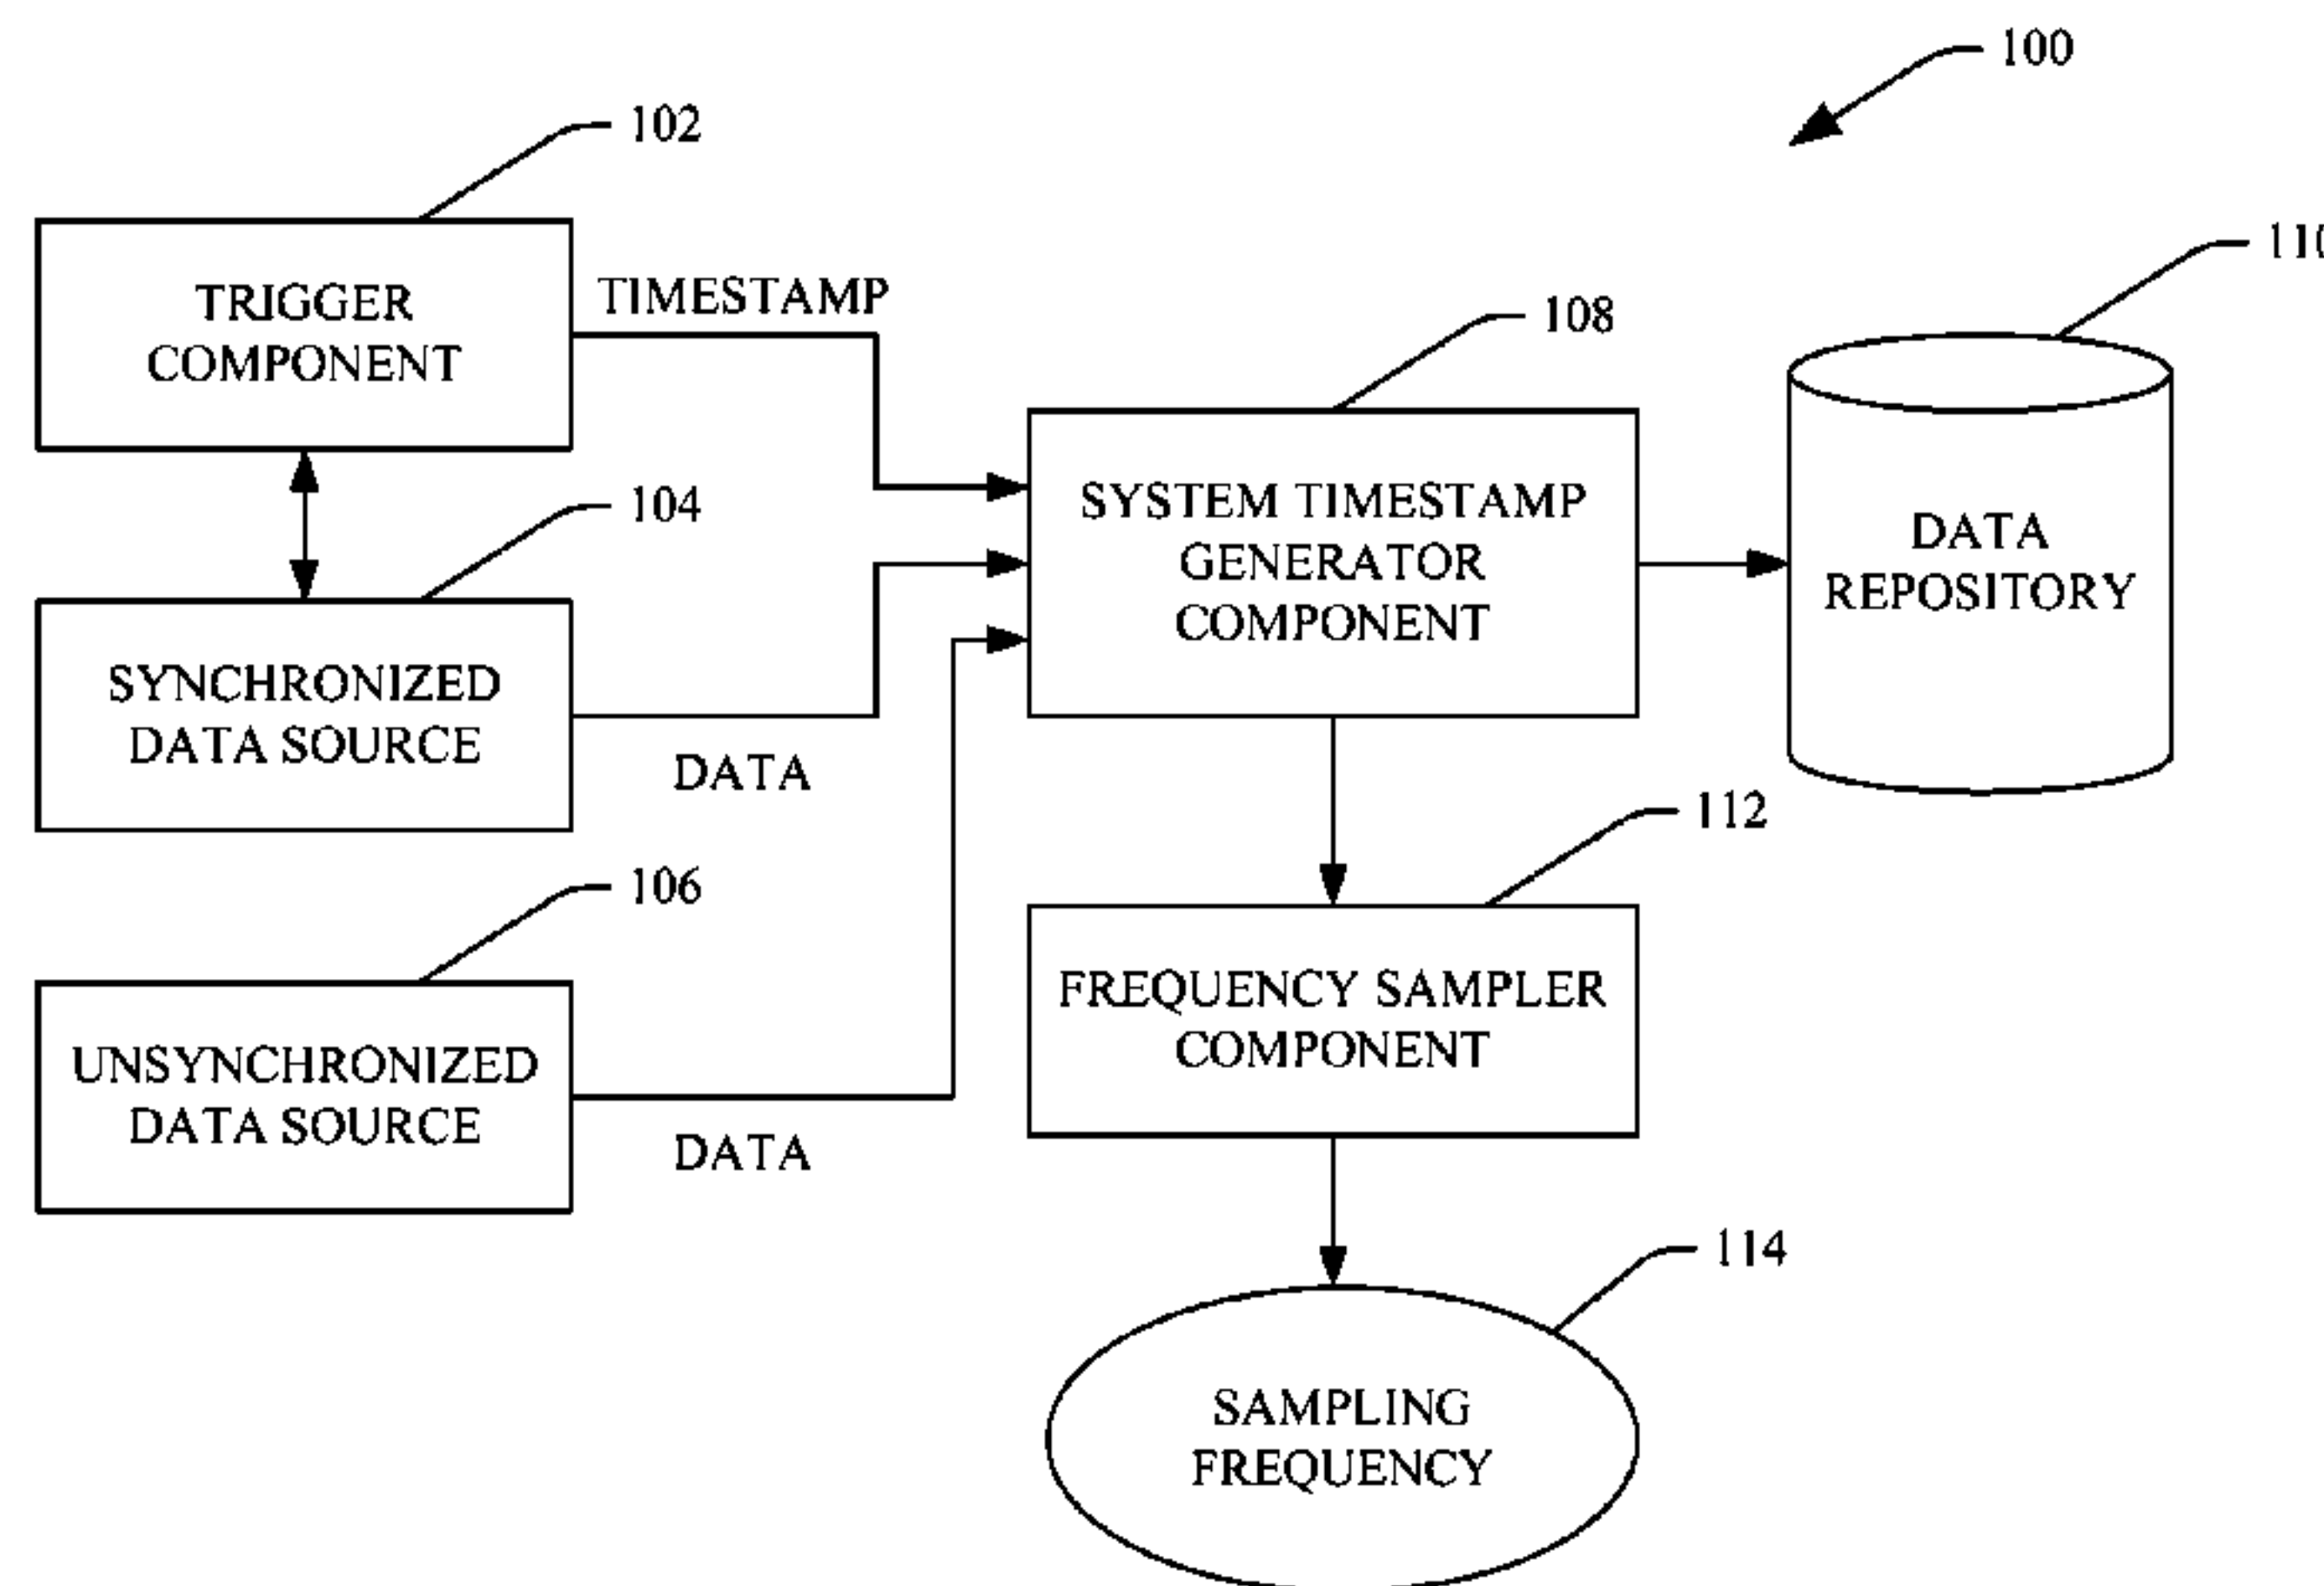 100
102
110
TRIGGER
COMPONENT
TIMESTAMP
108
104
SYSTEM TIMESTAMP
GENERATOR
COMPONENT
DATA
REPOSITORY
SYNCHRONIZED
DATA SOURCE
DATA
112
106
FREQUENCY SAMPLER
COMPONENT
UNSYNCHRONIZED
DATA SOURCE
DATA
114
SAMPLING
FREQUENCY